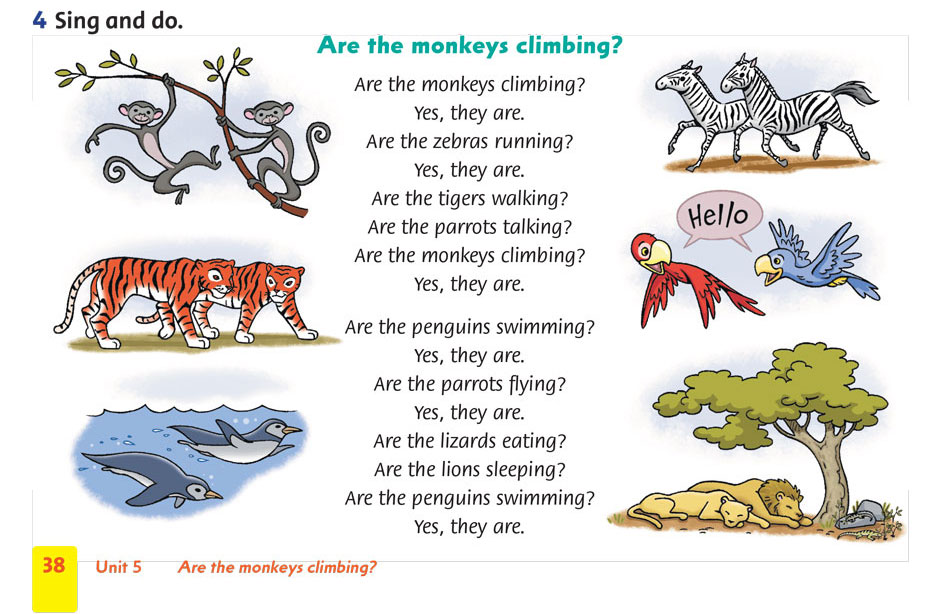 4 Sing and do.
Are the monkeys climbing?
Are the monkeys climbing?
Yes, they are.
Are the zebras running?
Yes, they are.
Are the tigers walking?
Are the parrots talking?
Are the monkeys climbing?
Yes, they are.
Are the penguins swimming?
Yes, they are.
Are the parrots flying?
Yes, they are.
Are the lizards eating?
Are the lions sleeping?
Are the penguins swimming?
Yes, they are.
Hello
38 Unit 5 Are the monkeys climbing?